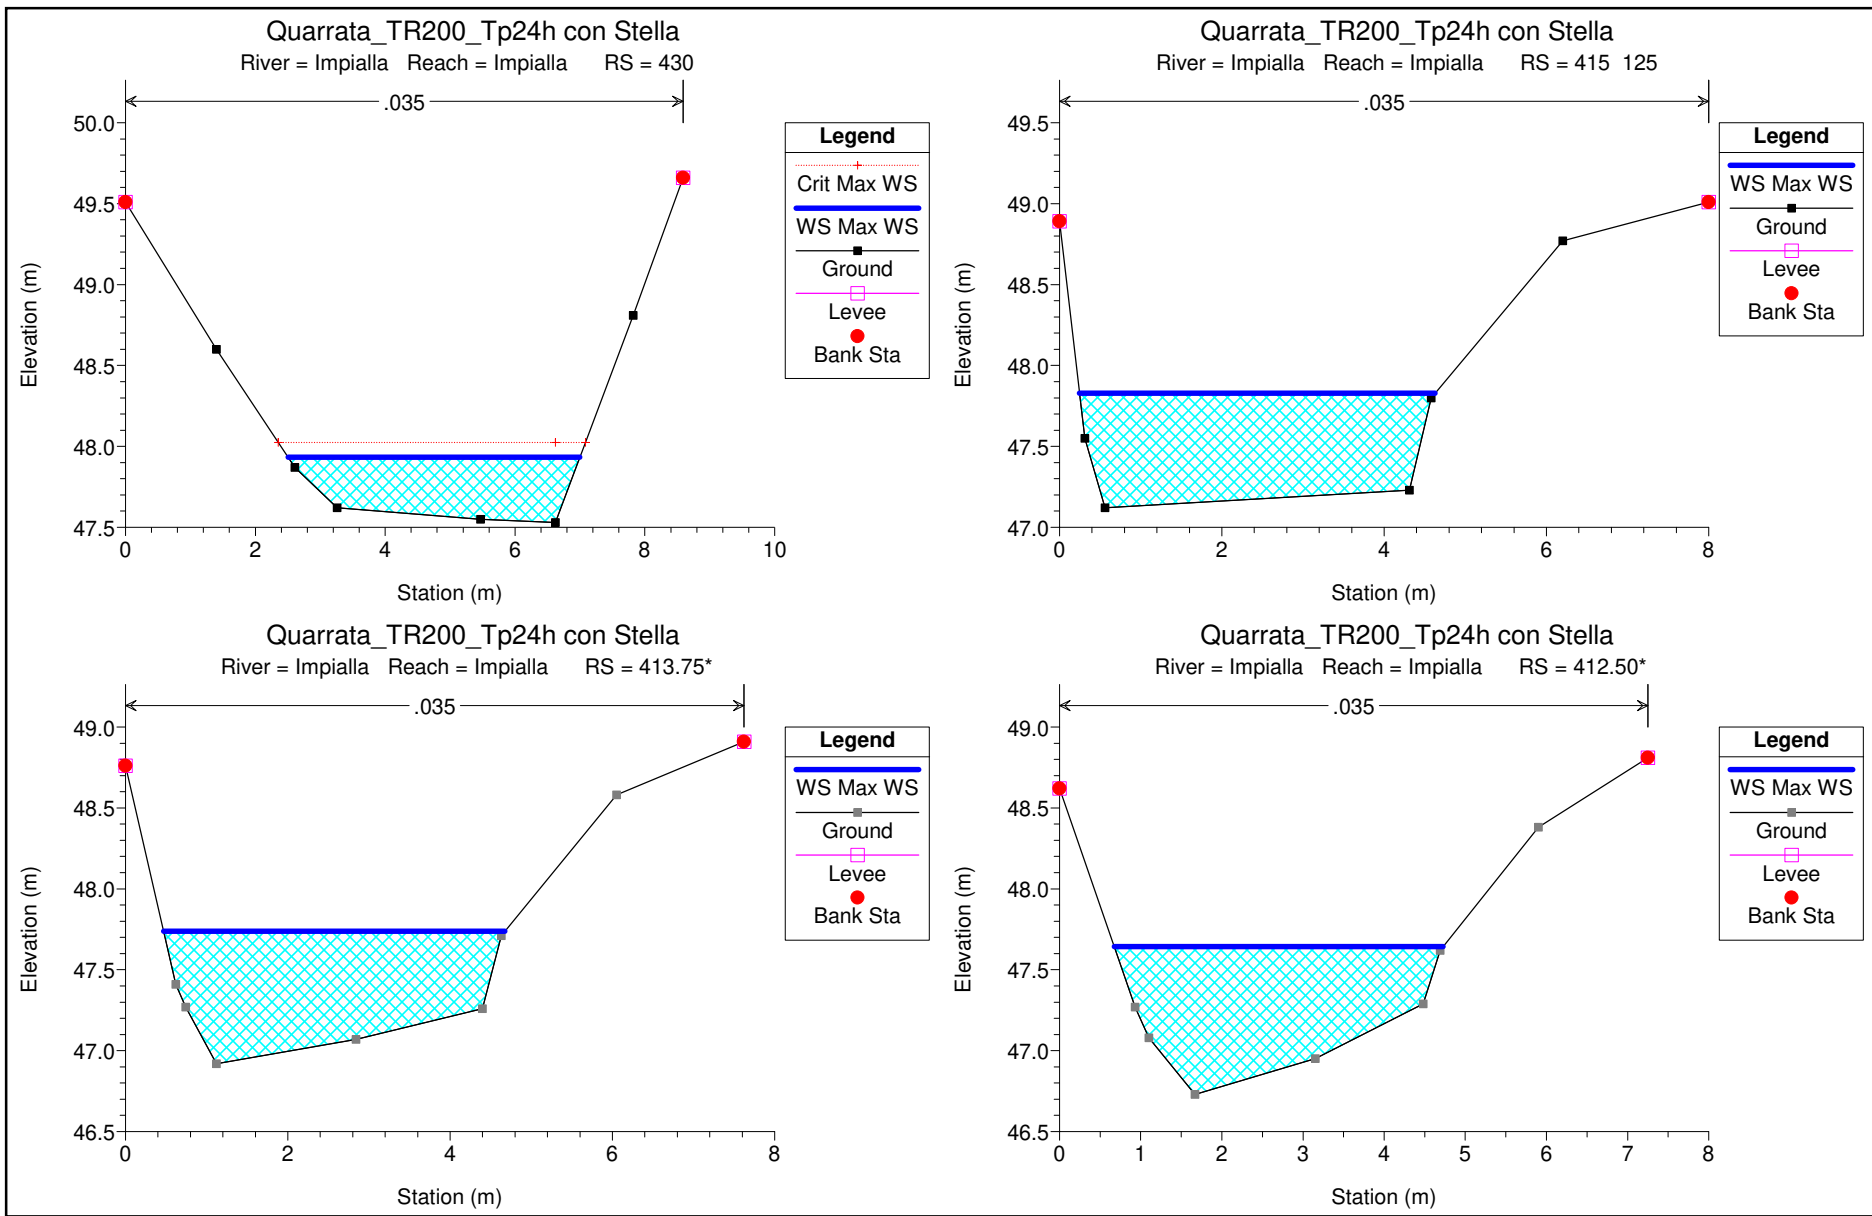 Quarrata_TR200_Tp24h con Stella
River = Impialla Reach = Impialla RS = 430
.035
50.0
49.5
49.0
48.5
48.0
47.5
Elevation (m)
0 2 4 6 8 10
Station (m)
Legend
Crit Max WS
WS Max WS
Ground
Levee
Bank Sta
Quarrata_TR200_Tp24h con Stella
River = Impialla Reach = Impialla RS = 415 125
.035
49.5
49.0
48.5
48.0
47.5
47.0
Elevation (m)
0 2 4 6 8
Station (m)
Legend
WS Max WS
Ground
Levee
Bank Sta
Quarrata_TR200_Tp24h con Stella
River = Impialla Reach = Impialla RS = 413.75*
.035
49.0
48.5
48.0
47.5
47.0
46.5
Elevation (m)
0 2 4 6 8
Station (m)
Legend
WS Max WS
Ground
Levee
Bank Sta
Quarrata_TR200_Tp24h con Stella
River = Impialla Reach = Impialla RS = 412.50*
.035
49.0
48.5
48.0
47.5
47.0
46.5
Elevation (m)
0 1 2 3 4 5 6 7 8
Station (m)
Legend
WS Max WS
Ground
Levee
Bank Sta